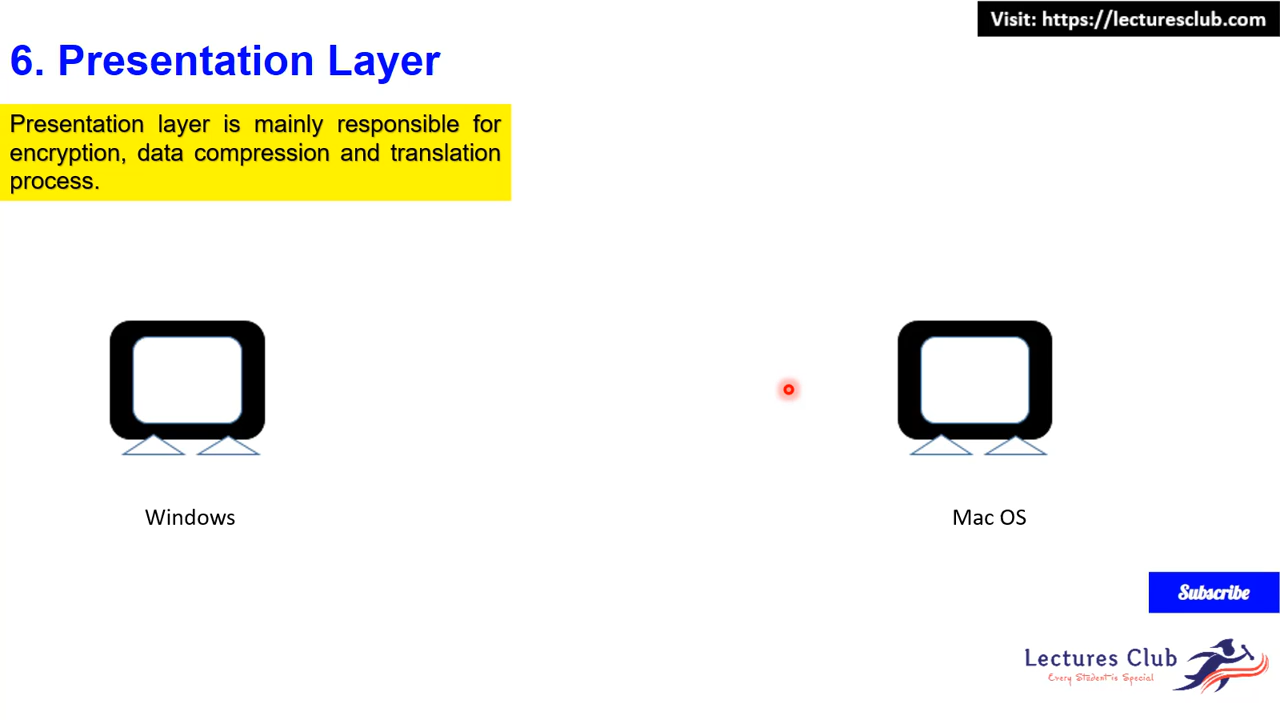 Visit: https://lecturesclub.com
6. Presentation Layer
Presentation layer is mainly responsible for
encryption, data compression and translation
process.
Windows
Mac OS
Subscribe
Lectures Club
Every Student is Special